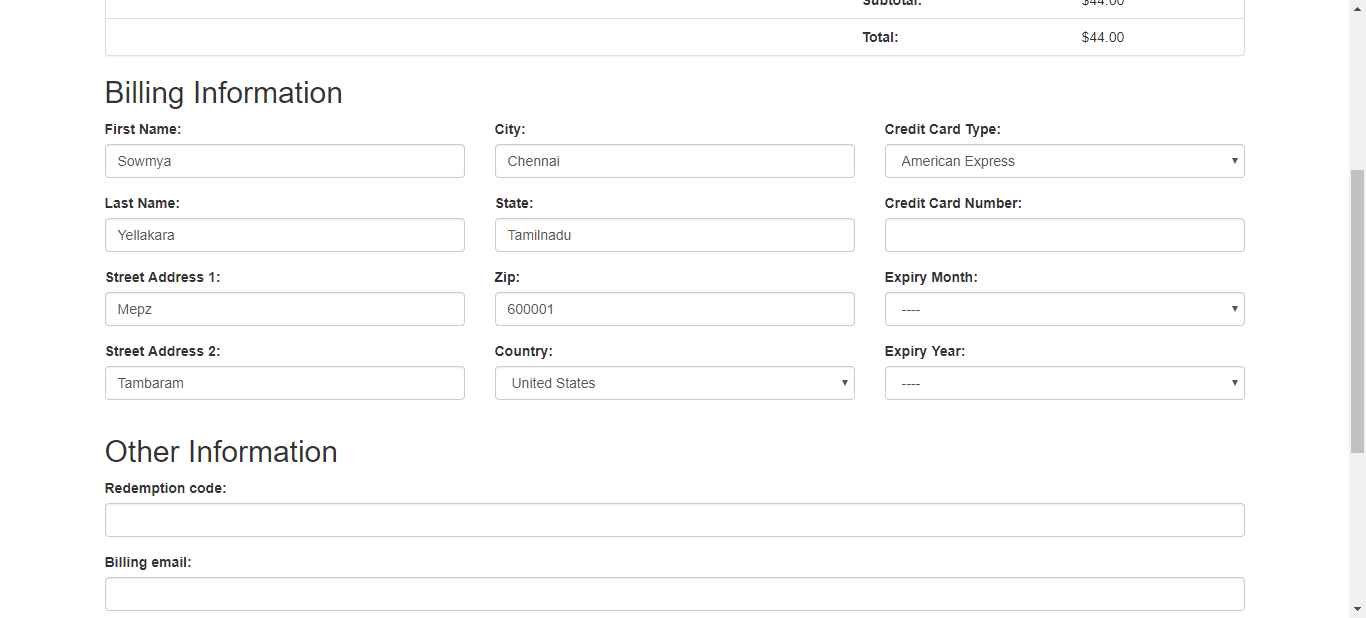 Subtotal: $44.00
Total: $44.00
Billing Information
First Name: City: Credit Card Type:
Sowmya Chennai American Express
Last Name: State: Credit Card Number:
Yellakara Tamilnadu
Street Address 1: Zip: Expiry Month:
Mepz 600001 ----
Street Address 2: Country: Expiry Year:
Tambaram United States ----
Other Information
Redemption code:
Billing email: